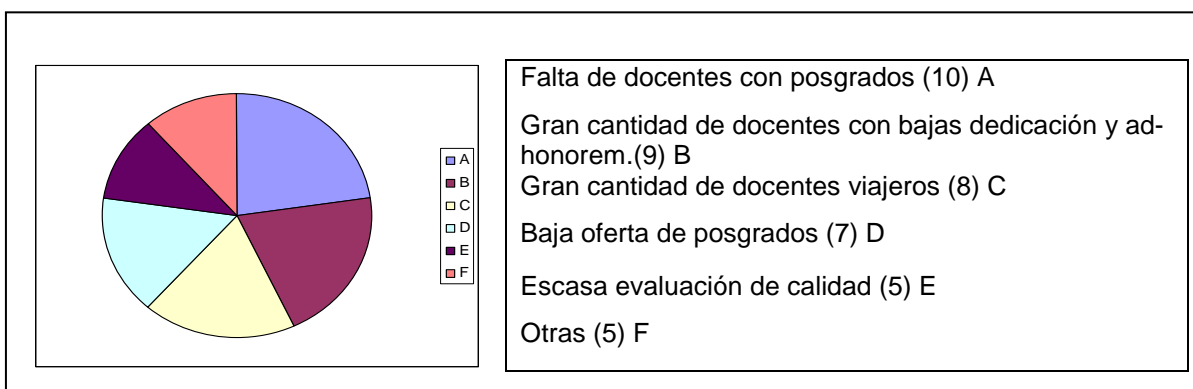 A
B
C
D
E
F
Falta de docentes con posgrados (10) A
Gran cantidad de docentes con bajas dedicación y ad-
honorem.(9) B
Gran cantidad de docentes viajeros (8) C
Baja oferta de posgrados (7) D
Escasa evaluación de calidad (5) E
Otras (5) F